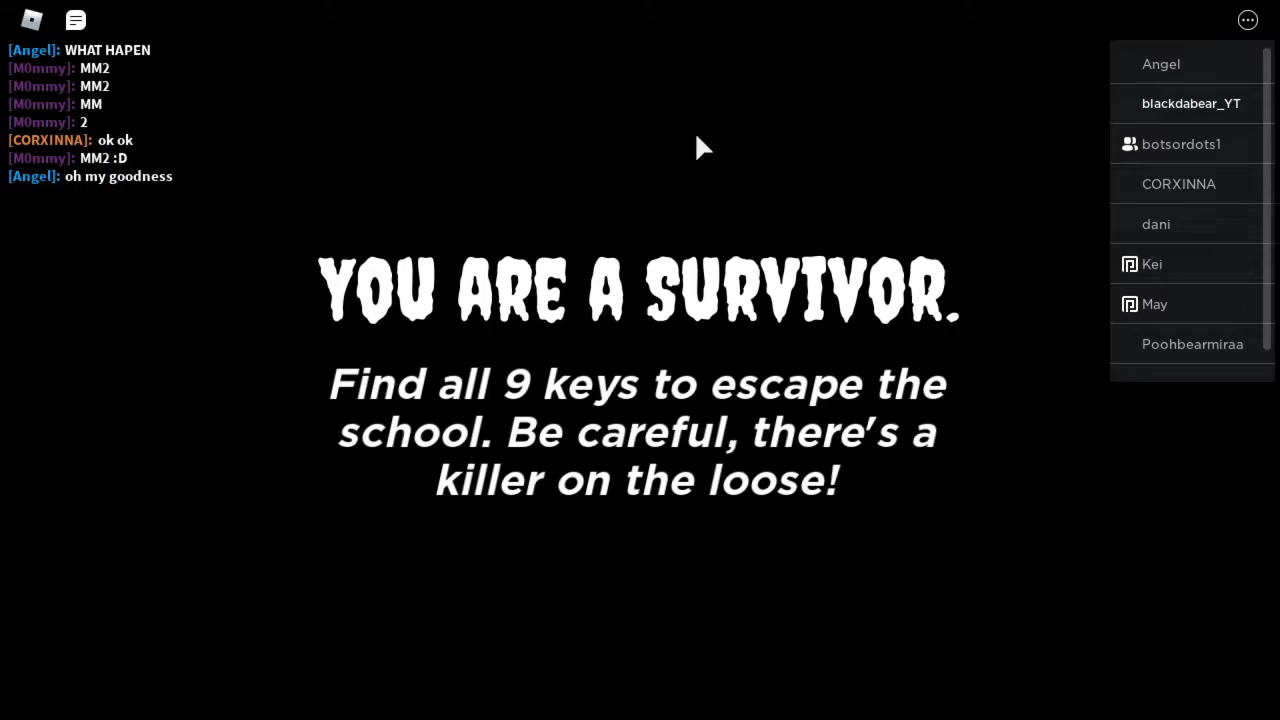 [Angel]: WHAT HAPEN
[M0mmy]: MM2
[M0mmy]: MM2
[M0mmy]: MM
[M0mmy]: 2
[CORXINNA]: ok ok
[M0mmy]: MM2 :D
[Angel]: oh my goodness
Angel
blackdabear_YT
botsordots1
CORXINNA
dani
Kei
May
Poohbearmiraa
YOU ARE A SURVIVOR.
Find all 9 keys to escape the
school. Be careful, there's a
killer on the loose!